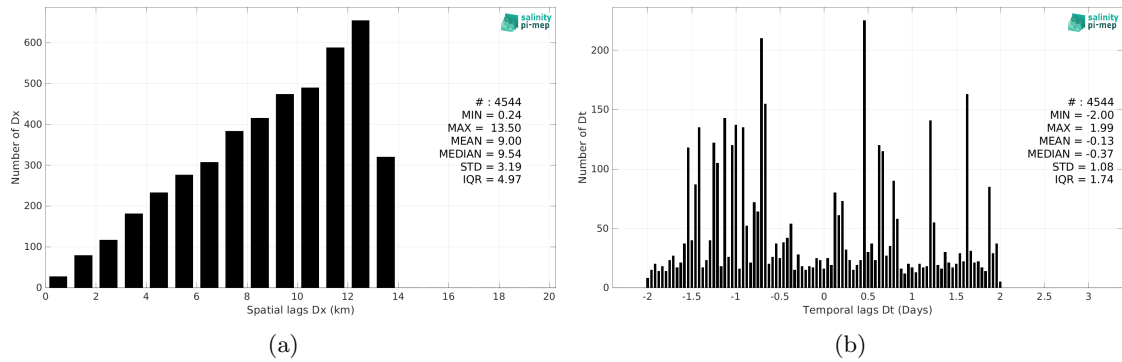 salinity
pi-mep
Number of Dx
600
500
400
300
200
100
0
# : 4544
MIN = 0.24
MAX = 13.50
MEAN = 9.00
MEDIAN = 9.54
STD = 3.19
IQR = 4.97
0 2 4 6 8 10 12 14 16 18 20
Spatial lags Dx (km)
(a)
salinity
pi-mep
Number of Dt
200
150
100
50
0
# : 4544
MIN = -2.00
MAX = 1.99
MEAN = -0.13
MEDIAN = -0.37
STD = 1.08
IQR = 1.74
-2 -1.5 -1 -0.5 0 0.5 1 1.5 2 2.5 3
Temporal lags Dt (Days)
(b)